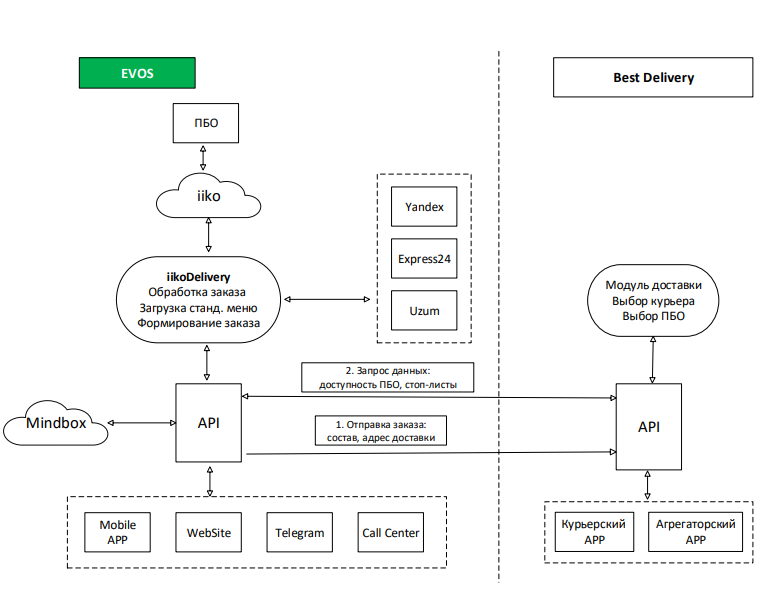 EVOS
Best Delivery
ПБО
iiko
Yandex
Express24
Uzum
iikoDelivery
Обработка заказа
Загрузка станд. меню
Формирование заказа
Модуль доставки
Выбор курьера
Выбор ПБО
2. Запрос данных:
доступность ПБО, стоп-листы
Mindbox
API
1. Отправка заказа:
состав, адрес доставки
API
Mobile
APP
WebSite
Telegram
Call Center
Курьерский
APP
Агрегаторский
APP